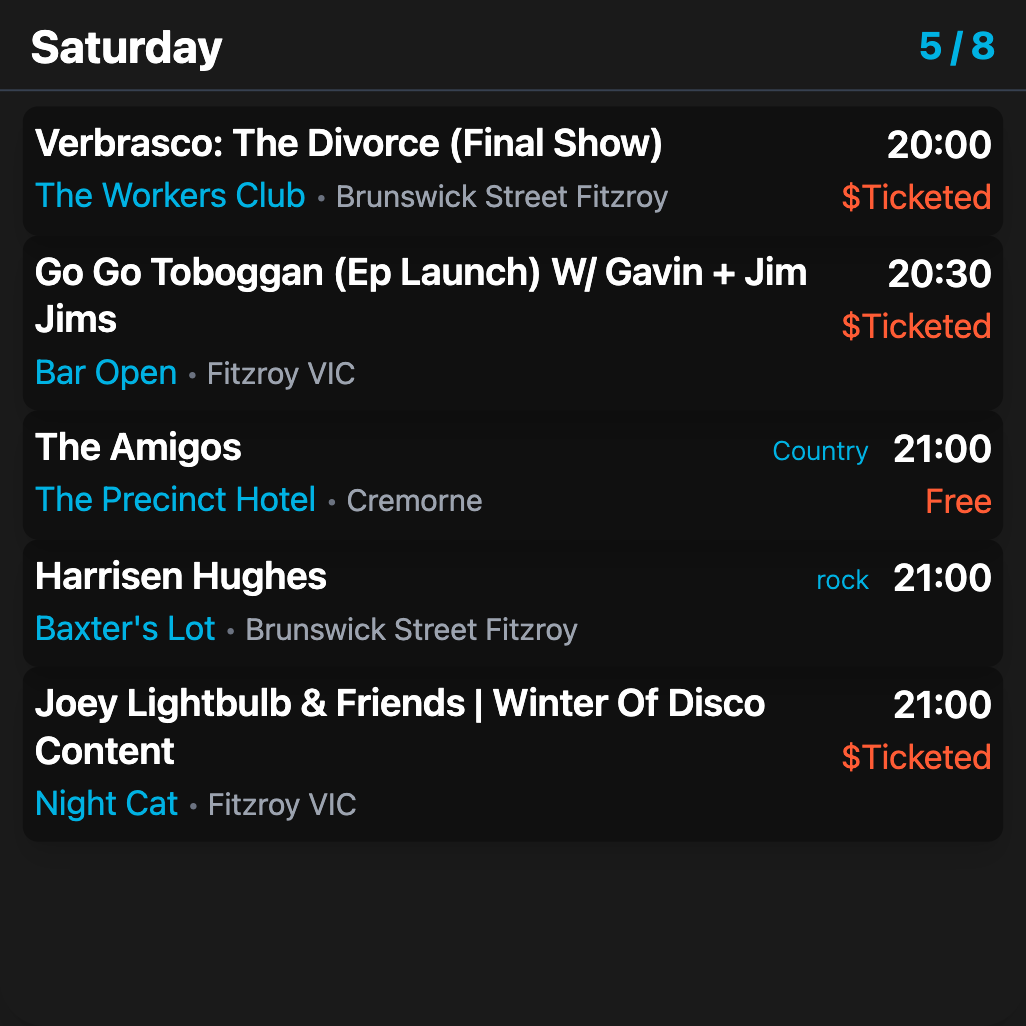 Saturday 5 / 8
Verbrasco: The Divorce (Final Show) 20:00
The Workers Club • Brunswick Street Fitzroy $Ticketed
Go Go Toboggan (Ep Launch) W/ Gavin + Jim 20:30
Jims $Ticketed
Bar Open • Fitzroy VIC
The Amigos Country 21:00
The Precinct Hotel • Cremorne Free
Harrisen Hughes rock 21:00
Baxter's Lot • Brunswick Street Fitzroy
Joey Lightbulb & Friends | Winter Of Disco 21:00
Content $Ticketed
Night Cat • Fitzroy VIC